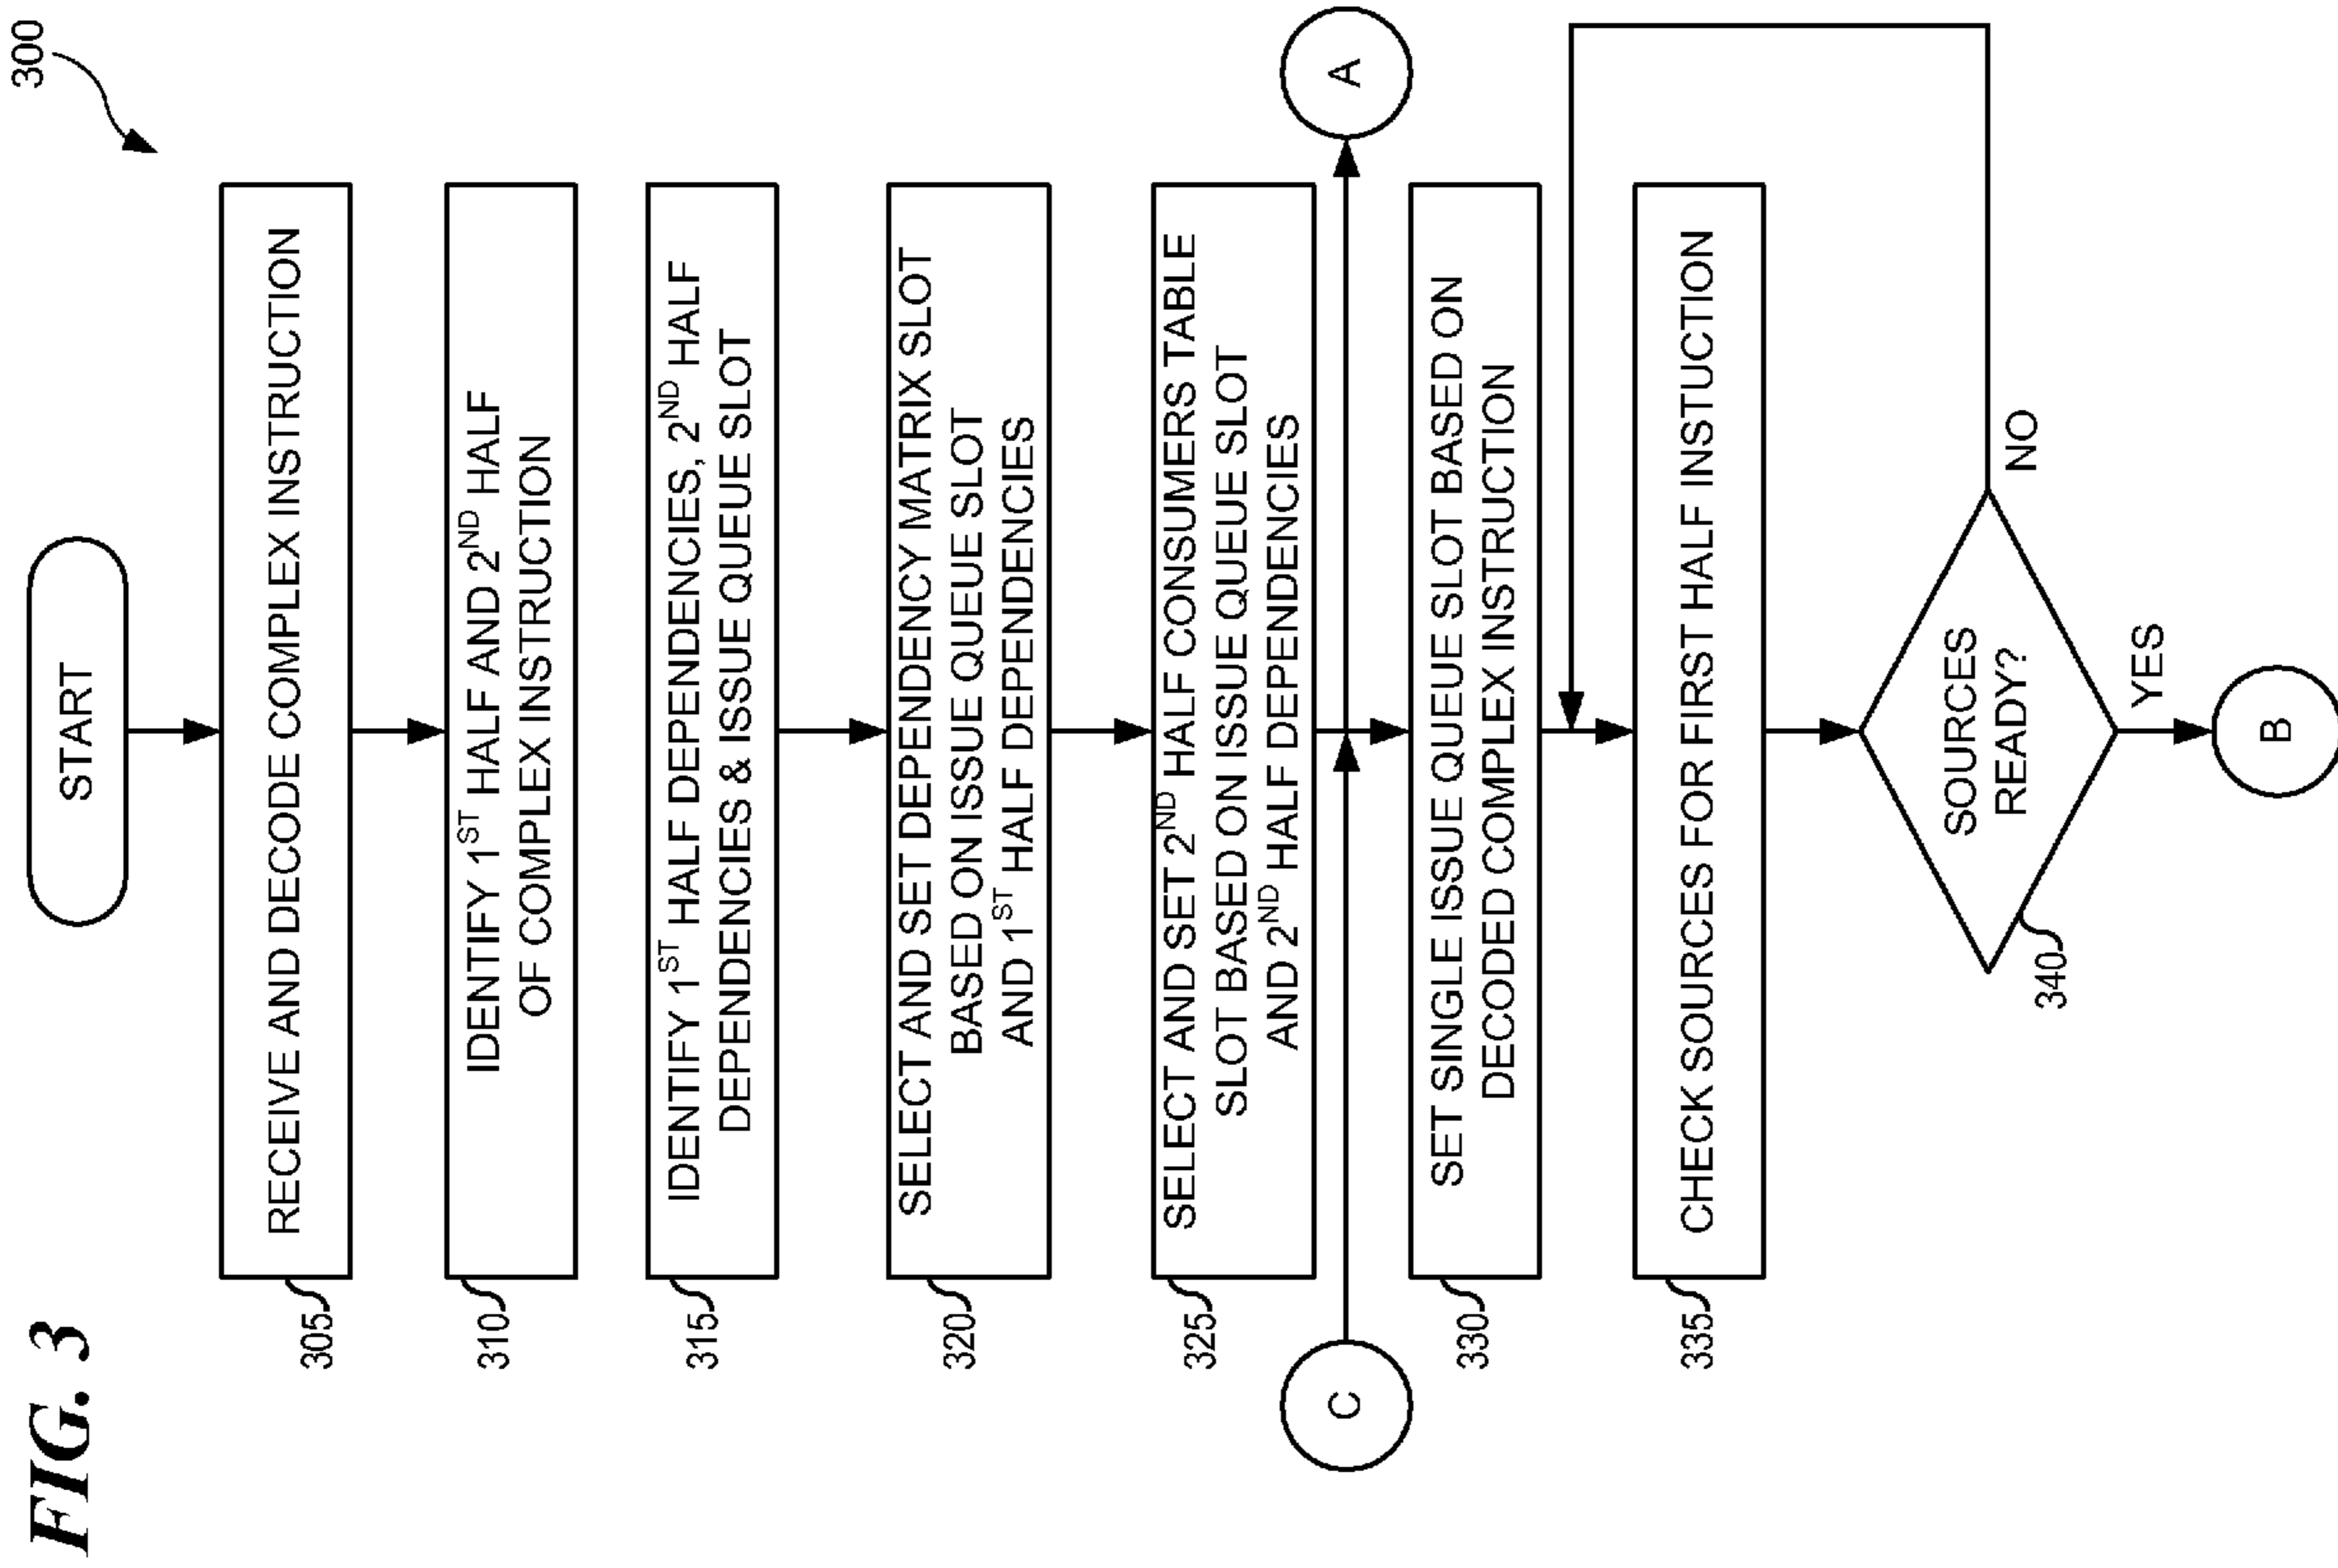 FIG. 3
300
START
RECEIVE AND DECODE COMPLEX INSTRUCTION
305
IDENTIFY 1ST HALF AND 2ND HALF
OF COMPLEX INSTRUCTION
310
IDENTIFY 1ST HALF DEPENDENCIES, 2ND HALF
DEPENDENCIES & ISSUE QUEUE SLOT
315
SELECT AND SET DEPENDENCY MATRIX SLOT
BASED ON ISSUE QUEUE SLOT
AND 1ST HALF DEPENDENCIES
320
SELECT AND SET 2ND HALF CONSUMERS TABLE
SLOT BASED ON ISSUE QUEUE SLOT
AND 2ND HALF DEPENDENCIES
325
C
A
SET SINGLE ISSUE QUEUE SLOT BASED ON
DECODED COMPLEX INSTRUCTION
330
CHECK SOURCES FOR FIRST HALF INSTUCTION
335
SOURCES
READY?
340
NO
YES
B